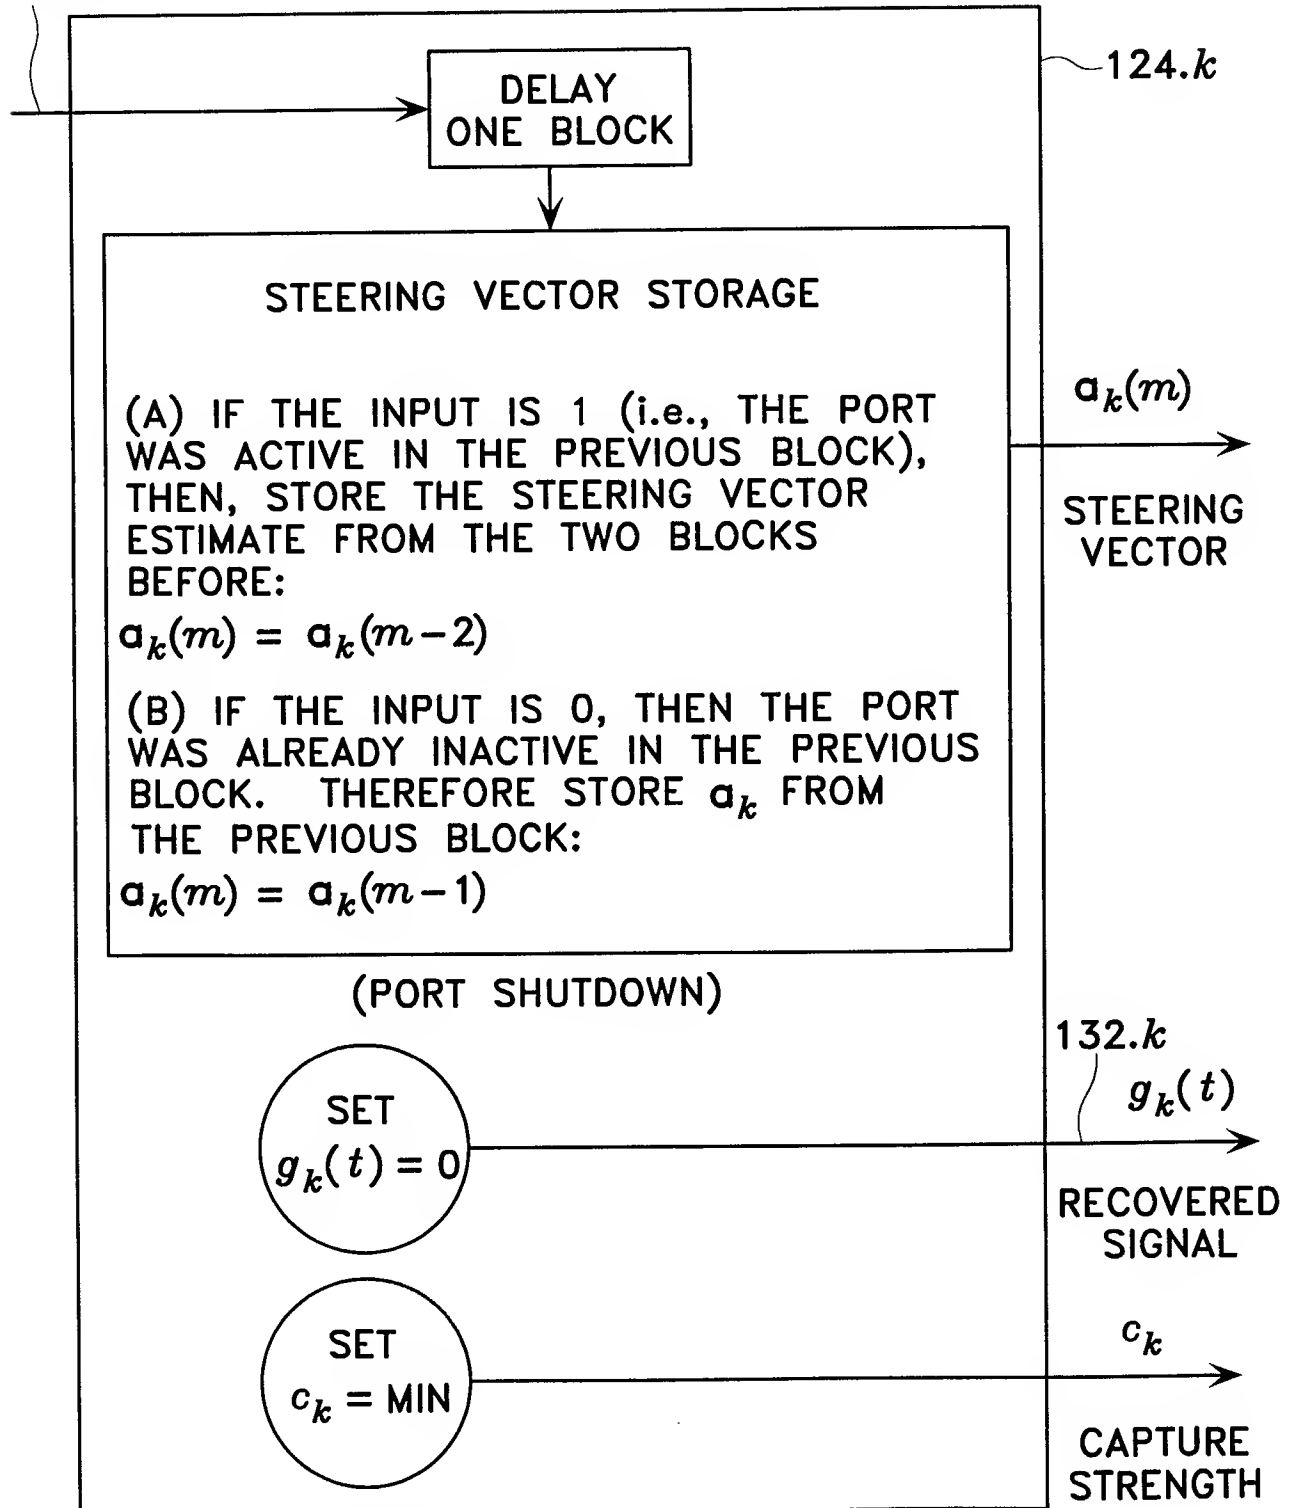 DELAY
ONE BLOCK
124.k
STEERING VECTOR STORAGE
(A) IF THE INPUT IS 1 (i.e., THE PORT
WAS ACTIVE IN THE PREVIOUS BLOCK),
THEN, STORE THE STEERING VECTOR
ESTIMATE FROM THE TWO BLOCKS
BEFORE:
a_k(m) = a_k(m-2)
(B) IF THE INPUT IS 0, THEN THE PORT
WAS ALREADY INACTIVE IN THE PREVIOUS
BLOCK. THEREFORE STORE a_k FROM
THE PREVIOUS BLOCK:
a_k(m) = a_k(m-1)
a_k(m)
STEERING
VECTOR
(PORT SHUTDOWN)
SET
g_k(t) = 0
132.k
g_k(t)
RECOVERED
SIGNAL
SET
c_k = MIN
c_k
CAPTURE
STRENGTH